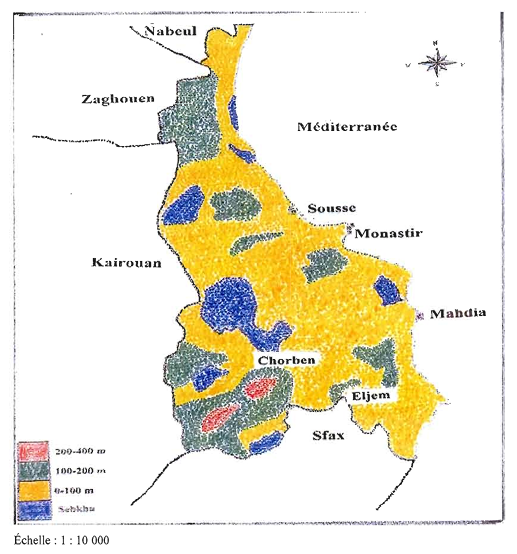 Nabeul
N
W
C
Zaghouen
Méditerranée
Sousse
Monastir
Kairouan
Mahdia
Chorben
Eljem
Sfax
200-400 m
100-200 m
0-100 m
Sebkha
Échelle : 1 : 10 000